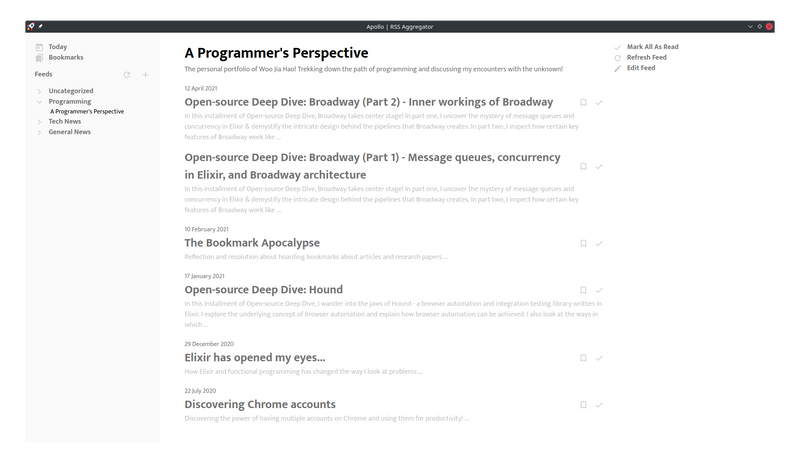 Apollo | RSS Aggregator
Today
Bookmarks
Feeds
Uncategorized
Programming
A Programmer's Perspective
Tech News
General News
A Programmer's Perspective
The personal portfolio of Woo Jia Hao! Trekking down the path of programming and discussing my encounters with the unknown!
12 April 2021
Open-source Deep Dive: Broadway (Part 2) - Inner workings of Broadway
In this installment of Open-source Deep Dive, Broadway takes center stage! In part one, I uncover the mystery of message queues and
concurrency in Elixir & demystify the intricate design behind the pipelines that Broadway creates. In part two, I inspect how certain key
features of Broadway work like ...
Open-source Deep Dive: Broadway (Part 1) - Message queues, concurrency
in Elixir, and Broadway architecture
In this installment of Open-source Deep Dive, Broadway takes center stage! In part one, I uncover the mystery of message queues and
concurrency in Elixir & demystify the intricate design behind the pipelines that Broadway creates. In part two, I inspect how certain key
features of Broadway work like ...
10 February 2021
The Bookmark Apocalypse
Reflection and resolution about hoarding bookmarks about articles and research papers ...
17 January 2021
Open-source Deep Dive: Hound
In this installment of Open-source Deep Dive, I wander into the jaws of Hound - a browser automation and integration testing library written in
Elixir. I explore the underlying concept of browser automation and explain how browser automation can be achieved. I also look at the ways in
which ...
29 December 2020
Elixir has opened my eyes...
How Elixir and functional programming has changed the way I look at problems ...
22 July 2020
Discovering Chrome accounts
Discovering the power of having multiple accounts on Chrome and using them for productivity! ...
Mark All As Read
Refresh Feed
Edit Feed